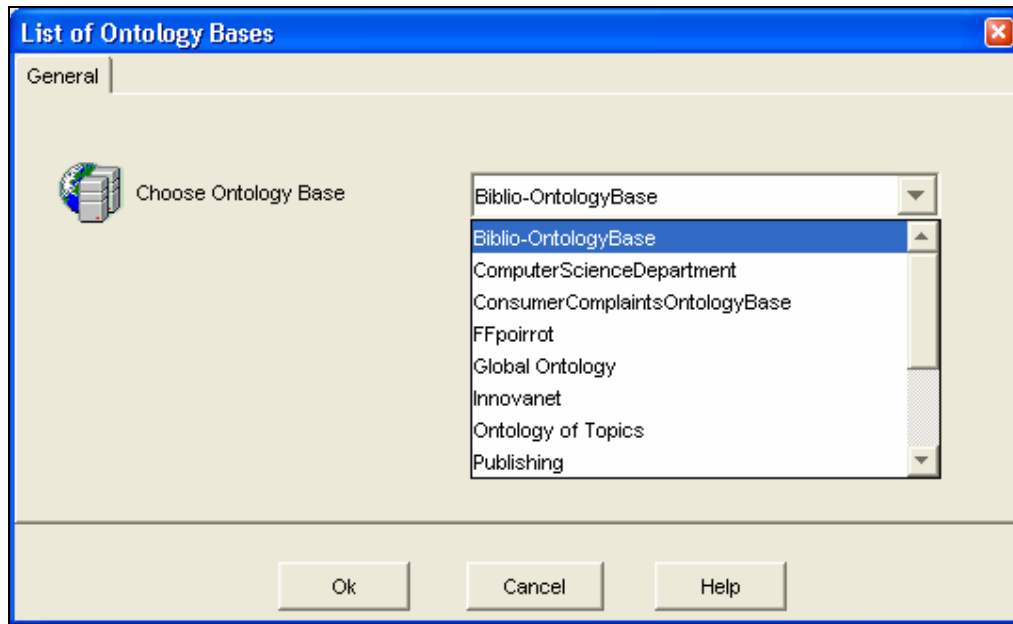 List of Ontology Bases
General
Choose Ontology Base
Biblio-OntologyBase
Biblio-OntologyBase
ComputerScienceDepartment
ConsumerComplaintsOntologyBase
FFpoirrot
Global Ontology
Innovanet
Ontology of Topics
Publishing
Ok Cancel Help